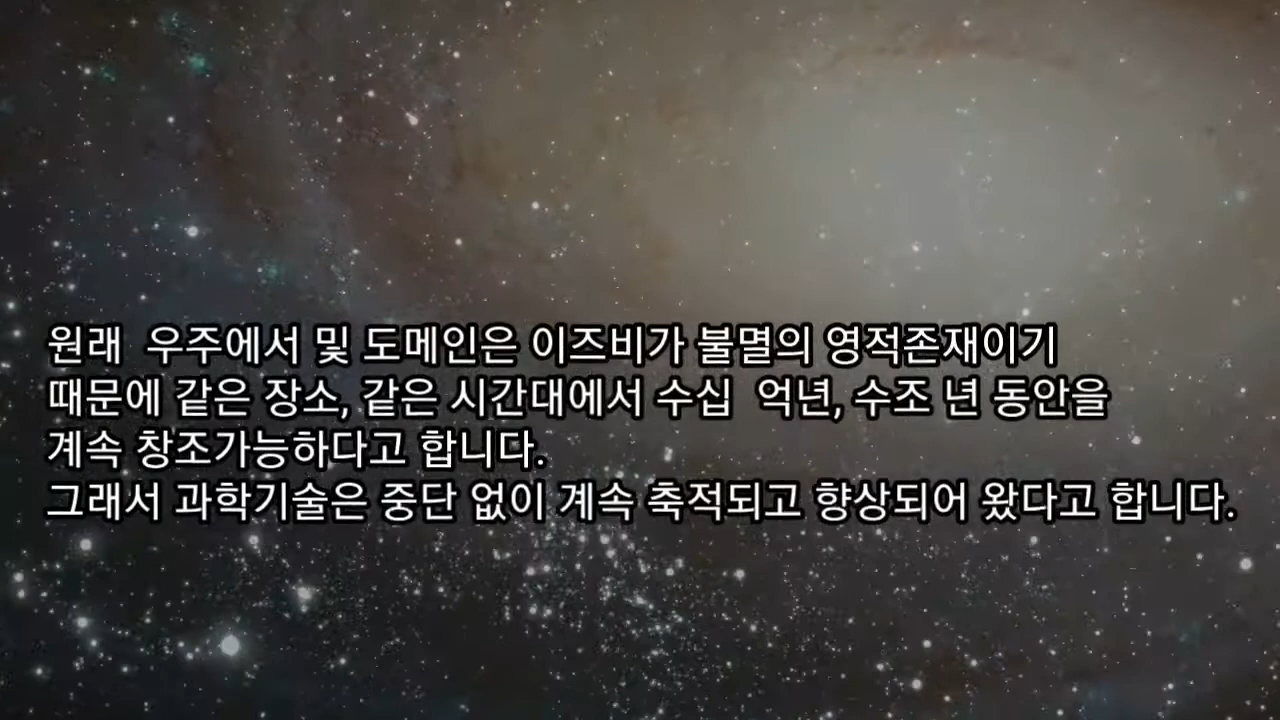 원래  우주에서 및 도메인은 이즈비가 불멸의 영적존재이기
때문에 같은 장소, 같은 시간대에서 수십  억년, 수조 년 동안을
계속 창조가능하다고 합니다.
그래서 과학기술은 중단 없이 계속 축적되고 향상되어 왔다고 합니다.